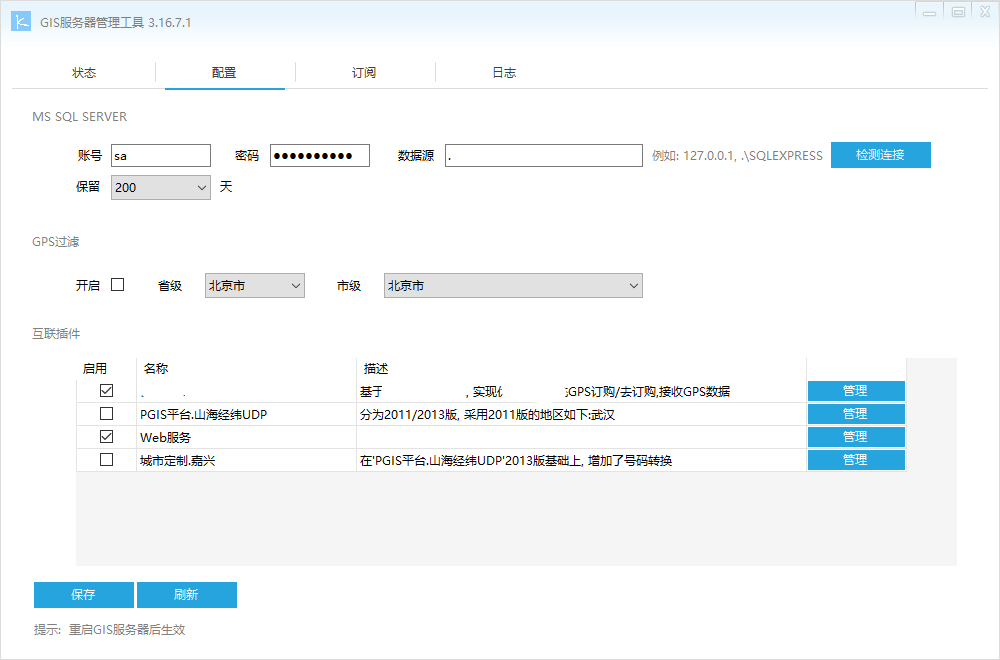 GIS服务器管理工具 3.16.7.1
状态 配置 订阅 日志
MS SQL SERVER
账号 sa 密码 ●●●●●●●●●● 数据源 . 例如: 127.0.0.1, .\SQLEXPRESS 检测连接
保留 200 天
GPS过滤
开启 省级 北京市 市级 北京市
互联插件
启用 名称 描述
基于 , 实现 GPS订购/去订购,接收GPS数据 管理
PGIS平台.山海经纬UDP 分为2011/2013版, 采用2011版的地区如下:武汉 管理
Web服务 管理
城市定制.嘉兴 在'PGIS平台.山海经纬UDP'2013版基础上, 增加了号码转换 管理
保存 刷新
提示: 重启GIS服务器后生效